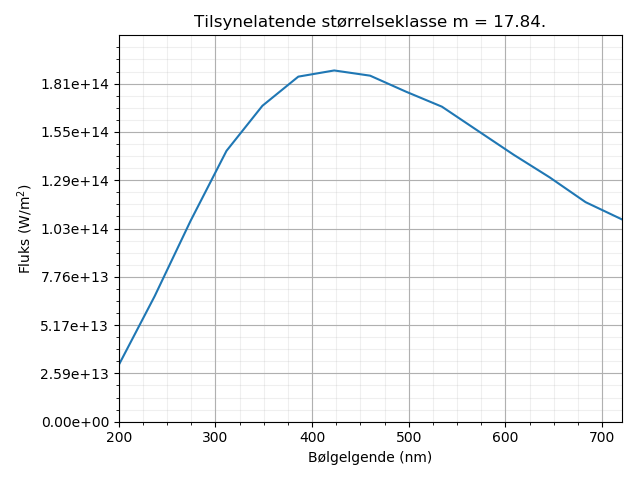 Tilsynelatende størrelseklasse m = 17.84.
Fluks (W/m²)
1.81e+14
1.55e+14
1.29e+14
1.03e+14
7.76e+13
5.17e+13
2.59e+13
0.00e+00
200 300 400 500 600 700
Bølgelgende (nm)